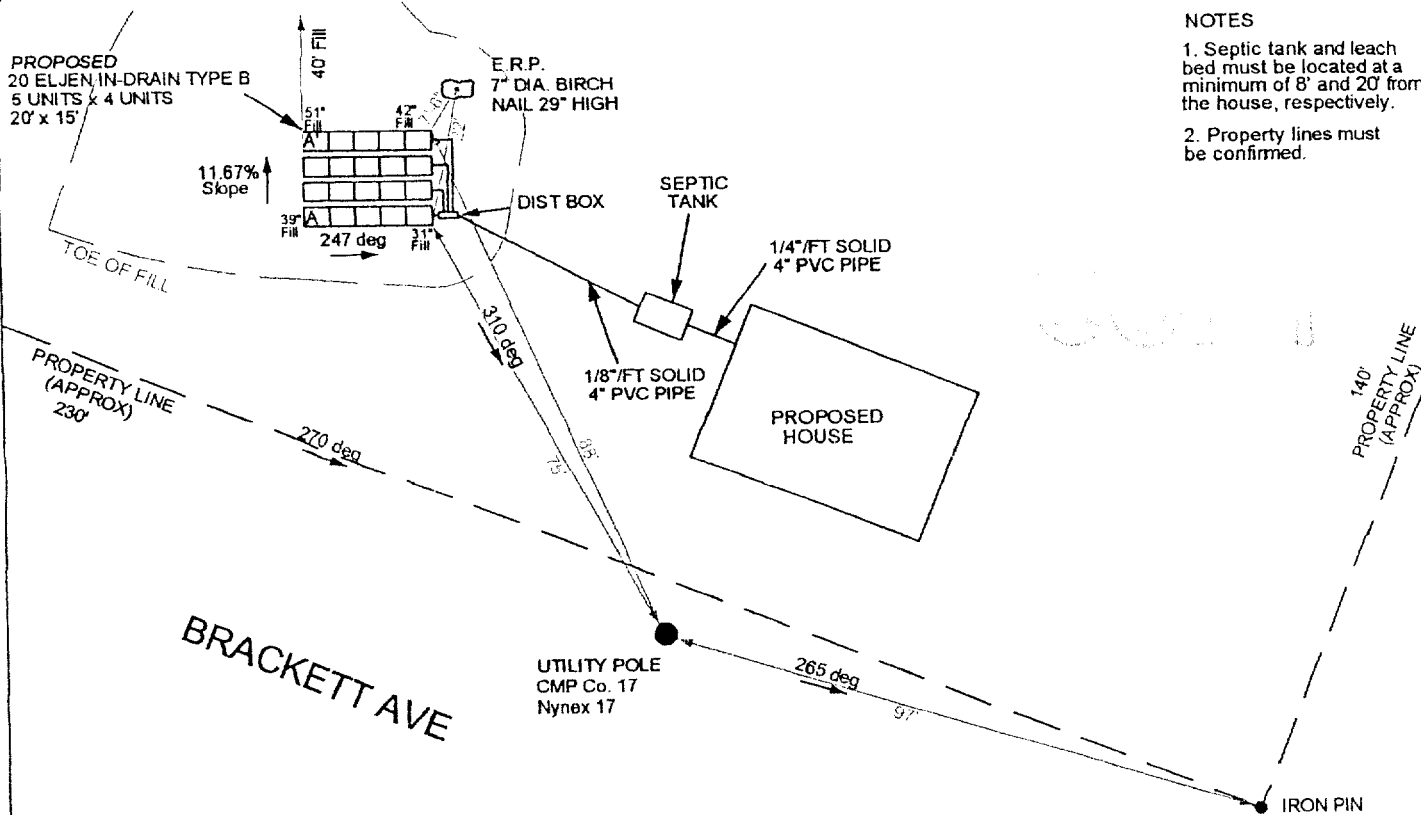 NOTES
1. Septic tank and leach
bed must be located at a
minimum of 8' and 20' from
the house, respectively.
2. Property lines must
be confirmed.
PROPOSED
20 ELJEN IN-DRAIN TYPE B
5 UNITS x 4 UNITS
20' x 15'
40' Fill
E.R.P.
7" DIA. BIRCH
NAIL 29" HIGH
51"
Fill
42"
Fill
A'
11.67%
Slope
39"
Fill
A
31"
Fill
247 deg
DIST BOX
SEPTIC
TANK
1/4"/FT SOLID
4" PVC PIPE
TOE OF FILL
310 deg
1/8"/FT SOLID
4" PVC PIPE
PROPOSED
HOUSE
PROPERTY LINE
(APPROX)
230'
140'
PROPERTY LINE
(APPROX)
270 deg
75'
88'
BRACKETT AVE
UTILITY POLE
CMP Co. 17
Nynex 17
265 deg
97'
IRON PIN